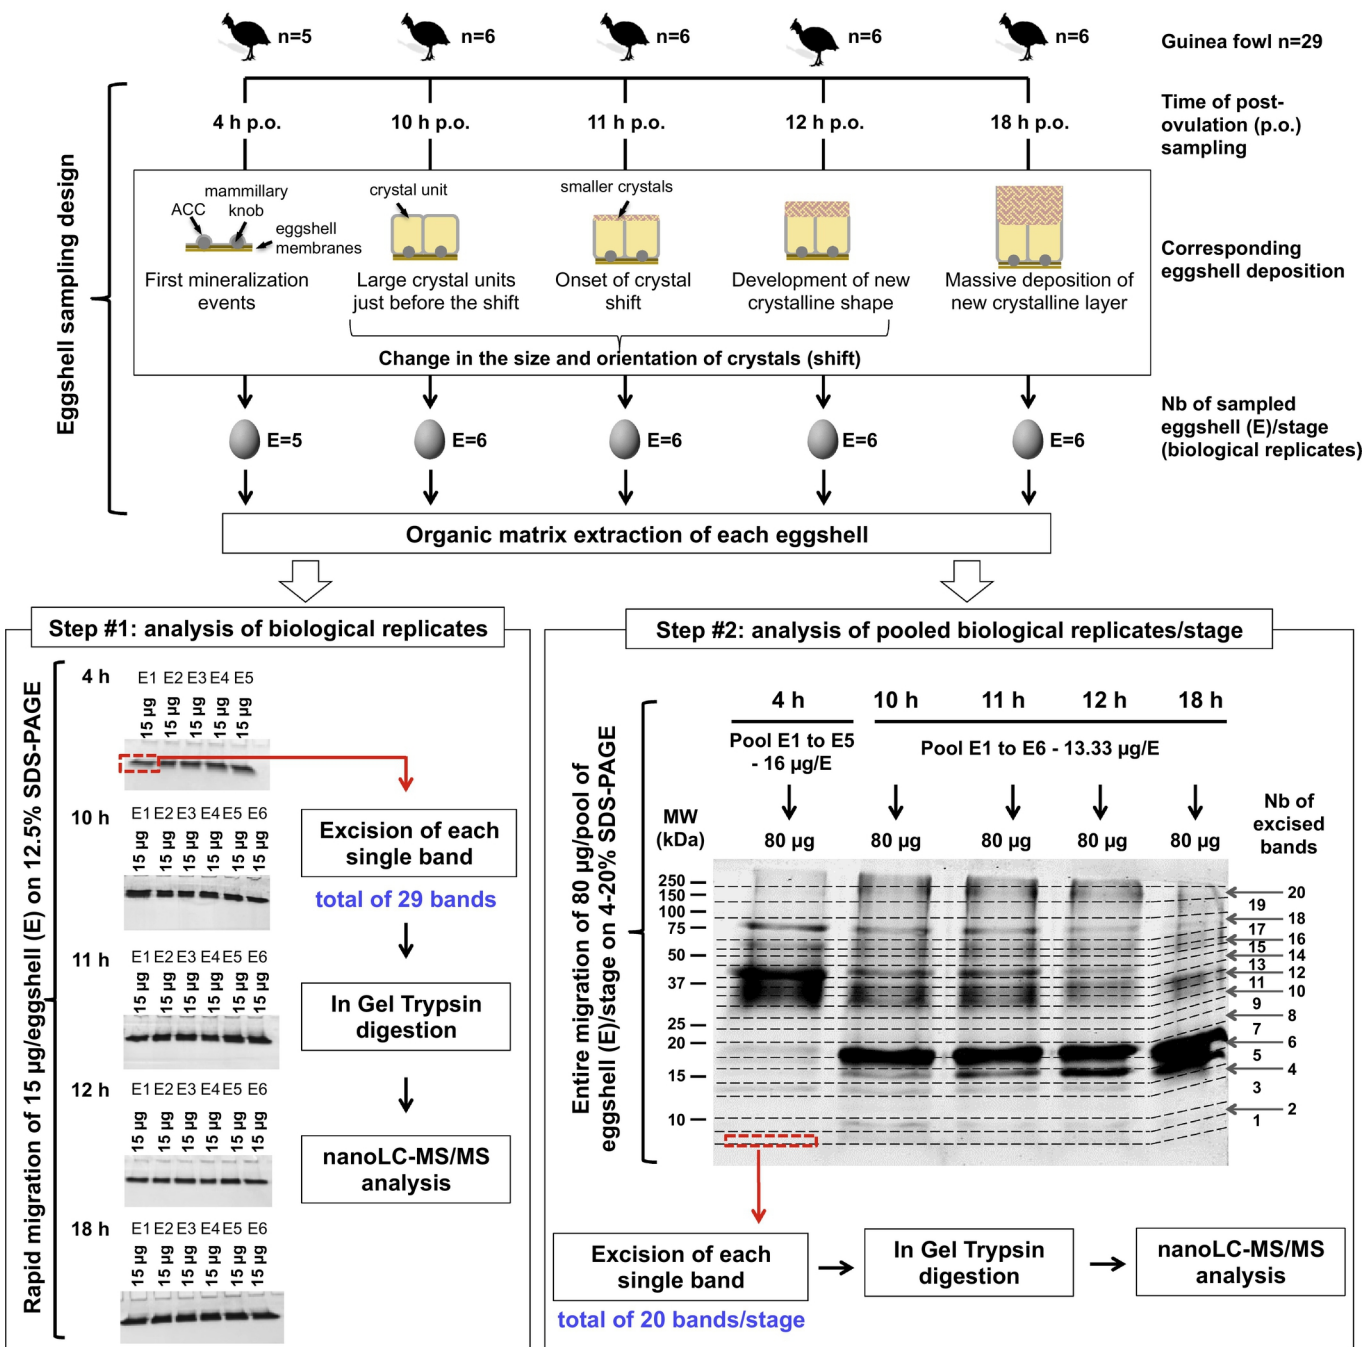 n=5
n=6
n=6
n=6
n=6
Guinea fowl n=29
4 h p.o.
10 h p.o.
11 h p.o.
12 h p.o.
18 h p.o.
Time of post-
ovulation (p.o.)
sampling
Eggshell sampling design
ACC
mammillary
knob
eggshell
membranes
First mineralization
events
crystal unit
Large crystal units
just before the shift
smaller crystals
Onset of crystal
shift
Development of new
crystalline shape
Massive deposition of
new crystalline layer
Change in the size and orientation of crystals (shift)
Corresponding
eggshell deposition
E=5
E=6
E=6
E=6
E=6
Nb of sampled
eggshell (E)/stage
(biological replicates)
Organic matrix extraction of each eggshell
Step #1: analysis of biological replicates
Rapid migration of 15 µg/eggshell (E) on 12.5% SDS-PAGE
4 h
E1 E2 E3 E4 E5
15 µg 15 µg 15 µg 15 µg 15 µg
10 h
E1 E2 E3 E4 E5 E6
15 µg 15 µg 15 µg 15 µg 15 µg 15 µg
11 h
E1 E2 E3 E4 E5 E6
15 µg 15 µg 15 µg 15 µg 15 µg 15 µg
12 h
E1 E2 E3 E4 E5 E6
15 µg 15 µg 15 µg 15 µg 15 µg 15 µg
18 h
E1 E2 E3 E4 E5 E6
15 µg 15 µg 15 µg 15 µg 15 µg 15 µg
Excision of each
single band
total of 29 bands
In Gel Trypsin
digestion
nanoLC-MS/MS
analysis
Step #2: analysis of pooled biological replicates/stage
Entire migration of 80 µg/pool of
eggshell (E)/stage on 4-20% SDS-PAGE
4 h
10 h
11 h
12 h
18 h
Pool E1 to E5
- 16 µg/E
Pool E1 to E6 - 13.33 µg/E
MW
(kDa)
80 µg
80 µg
80 µg
80 µg
80 µg
Nb of
excised
bands
250
150
100
75
50
37
25
20
15
10
20
19
18
17
16
15
14
13
12
11
10
9
8
7
6
5
4
3
2
1
Excision of each
single band
total of 20 bands/stage
In Gel Trypsin
digestion
nanoLC-MS/MS
analysis